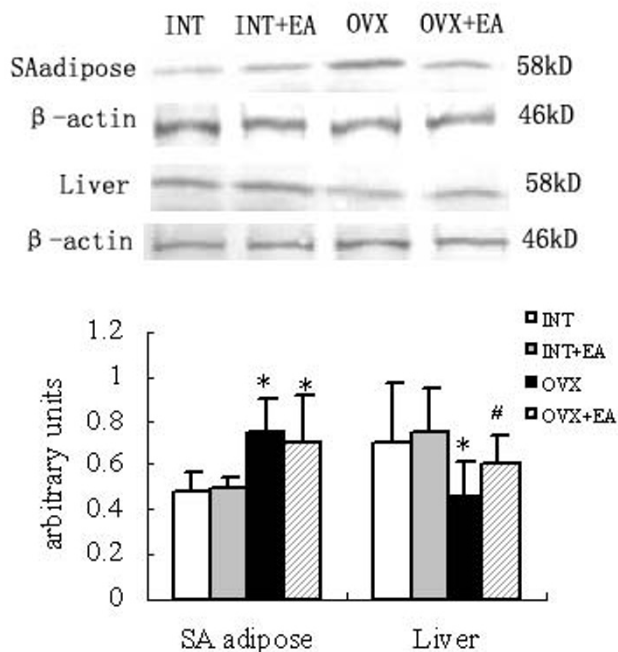 INT INT+EA OVX OVX+EA
SAadipose 58kD
β-actin 46kD
Liver 58kD
β-actin 46kD
1.2
1
0.8
0.6
0.4
0.2
0
arbitrary units
* * * #
INT
INT+EA
OVX
OVX+EA
SA adipose Liver